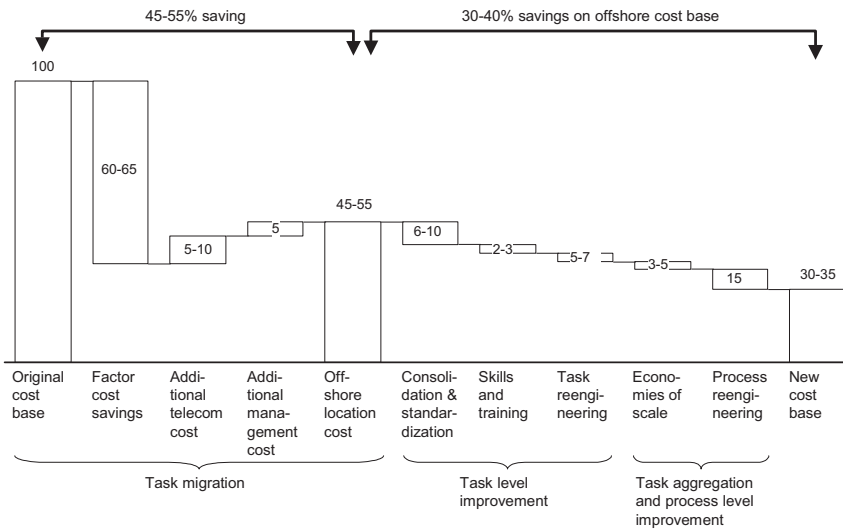 45-55% saving
30-40% savings on offshore cost base
100
60-65
5-10
5
45-55
6-10
2-3
5-7
3-5
15
30-35
Original
cost
base
Factor
cost
savings
Addi-
tional
telecom
cost
Addi-
tional
mana-
gement
cost
Off-
shore
location
cost
Consoli-
dation &
standar-
dization
Skills
and
training
Task
reengi-
neering
Econo-
mies of
scale
Process
reengi-
neering
New
cost
base
Task migration
Task level
improvement
Task aggregation
and process level
improvement